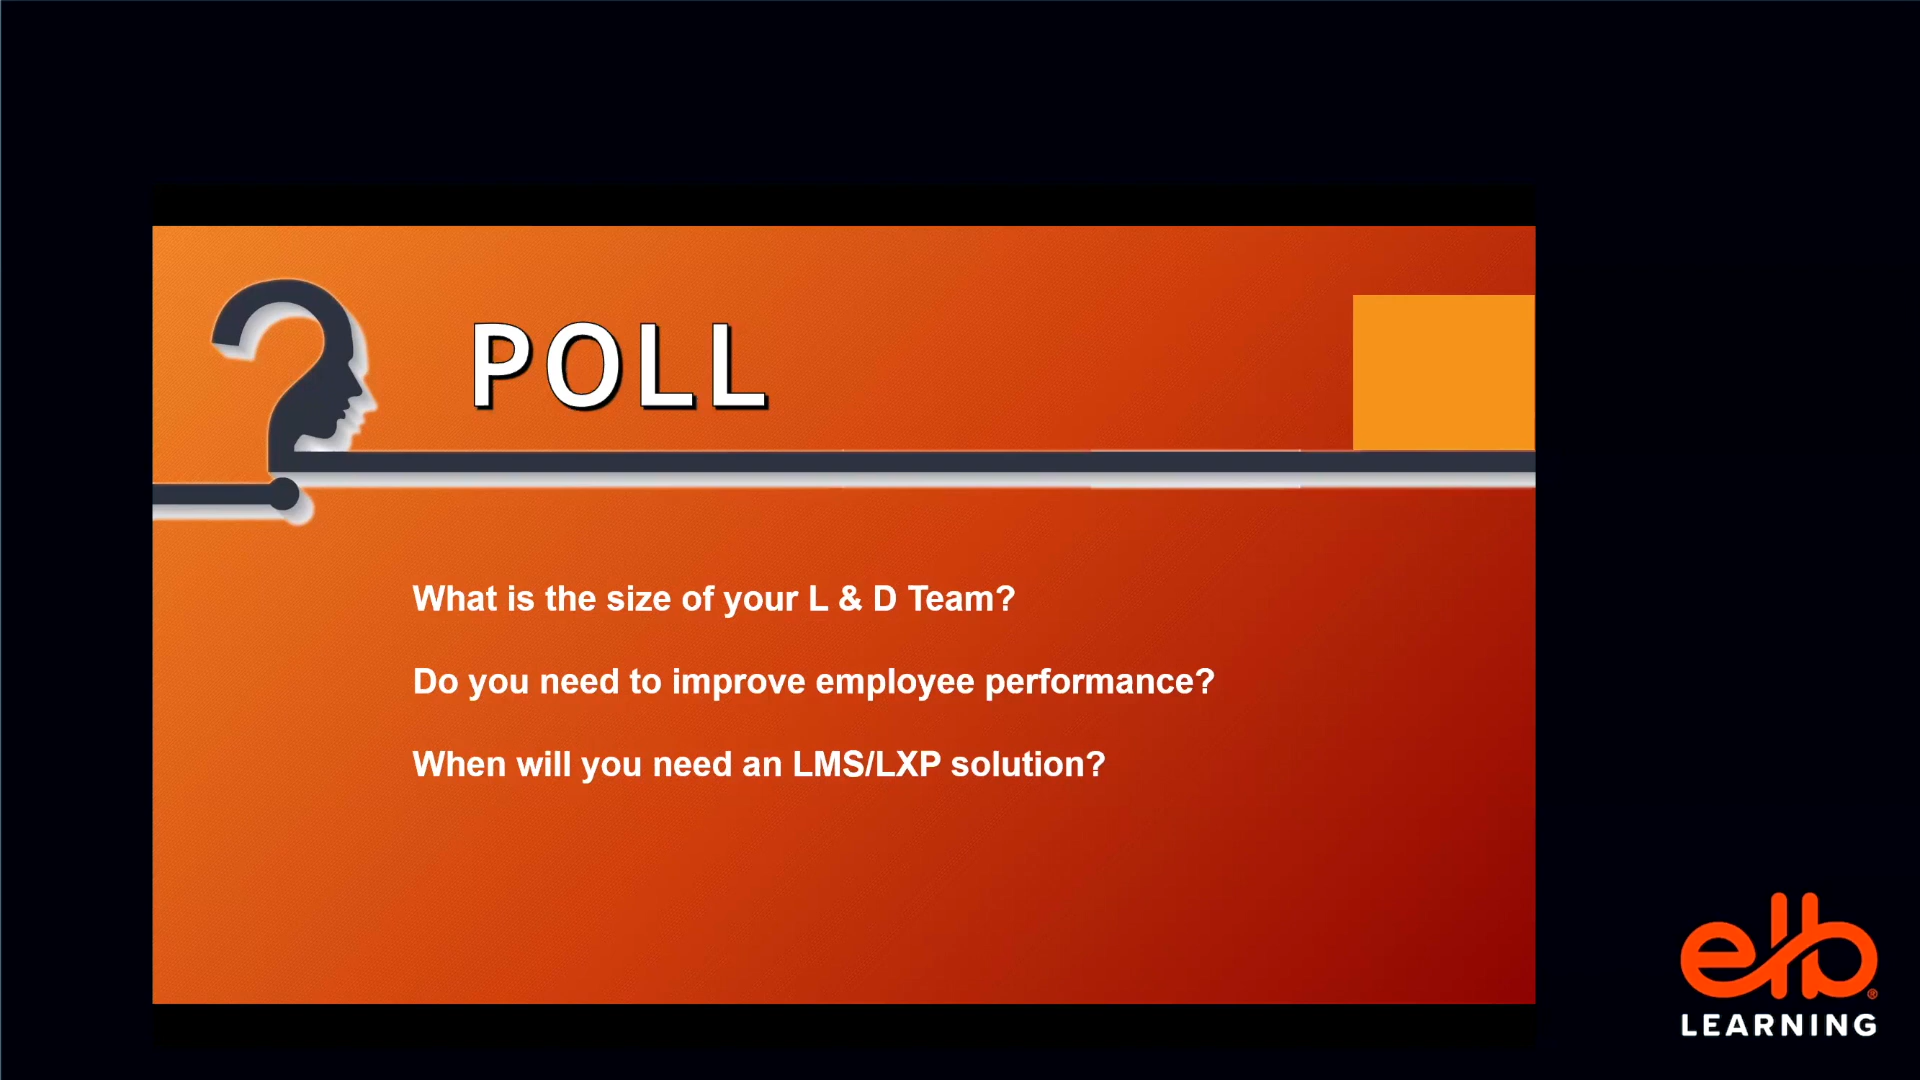 POLL
What is the size of your L & D Team?
Do you need to improve employee performance?
When will you need an LMS/LXP solution?
elb®
LEARNING